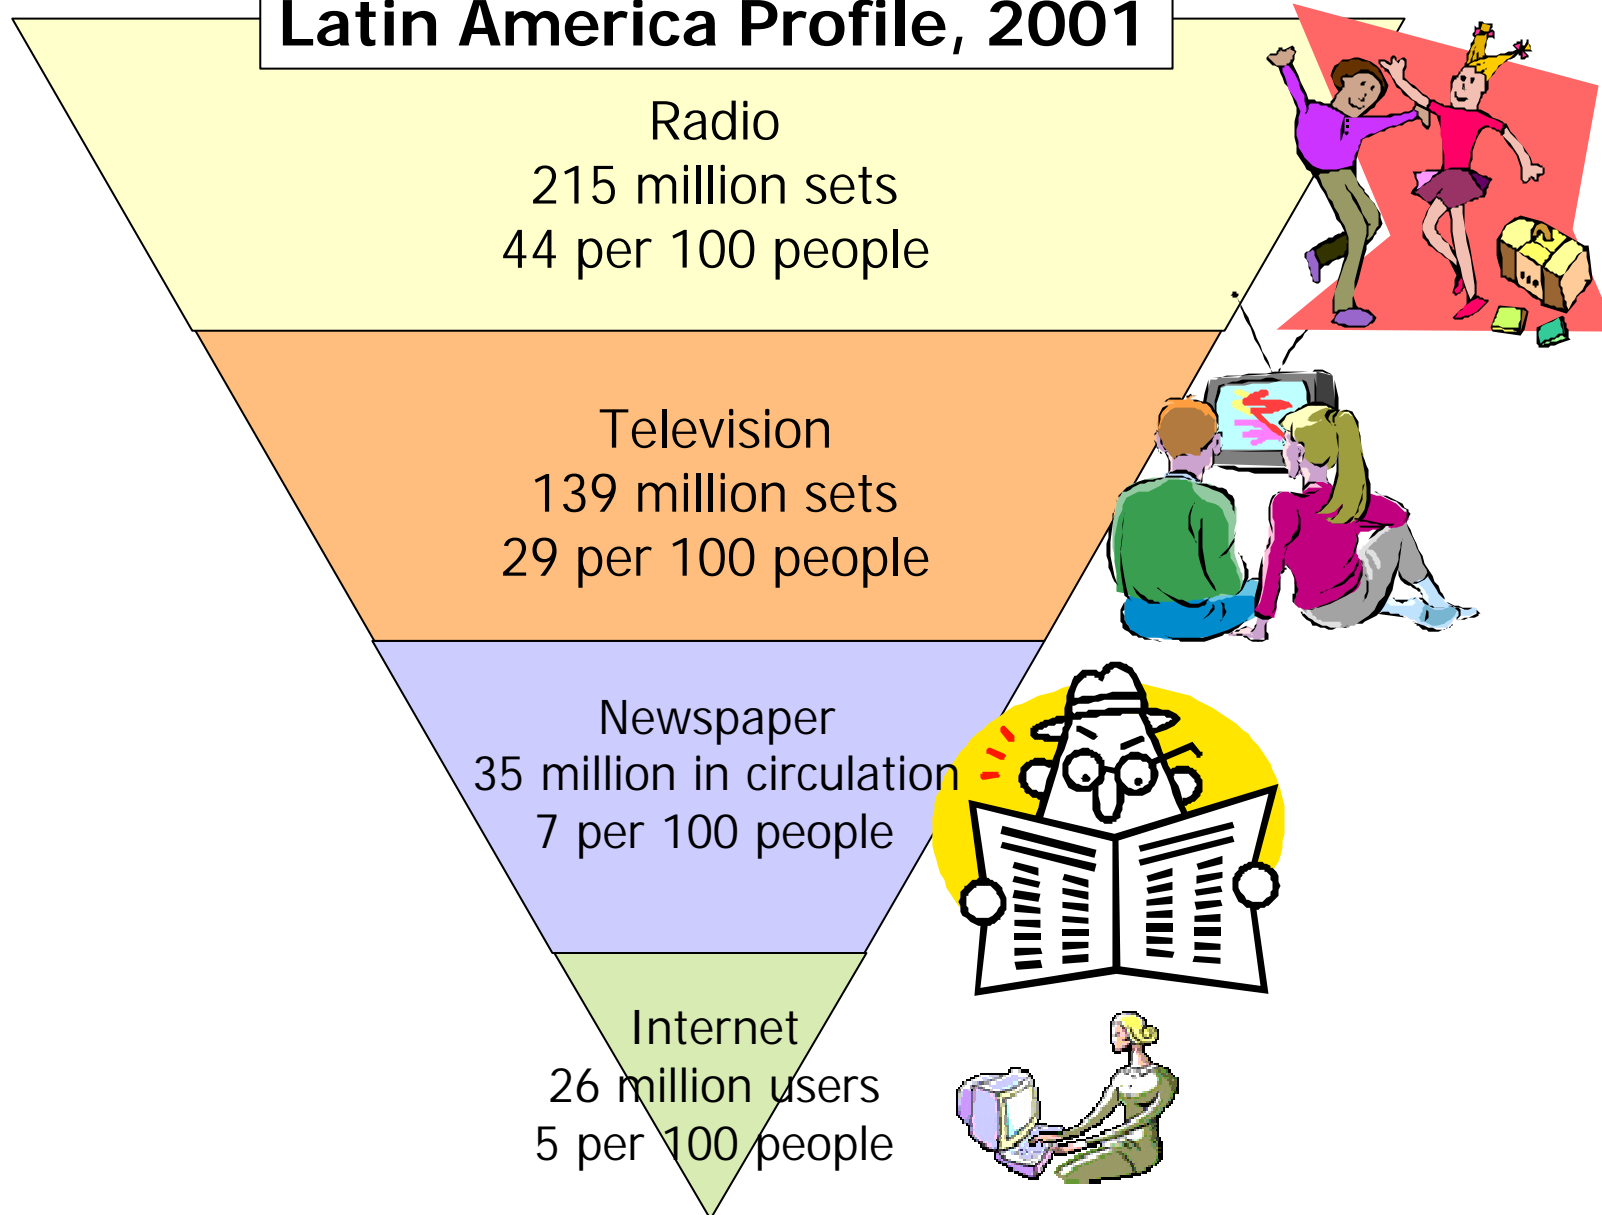 Latin America Profile, 2001
Radio
215 million sets
44 per 100 people
Television
139 million sets
29 per 100 people
Newspaper
35 million in circulation
7 per 100 people
Internet
26 million users
5 per 100 people